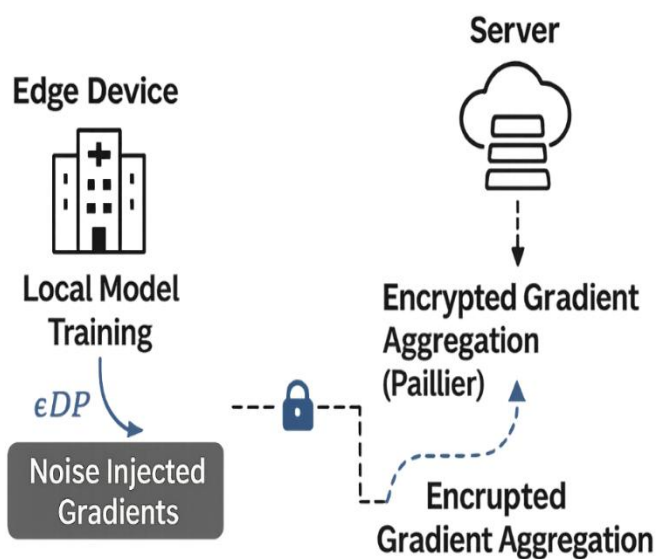 Edge Device
Local Model
Training
ϵDP
Noise Injected
Gradients
Server
Encrypted Gradient
Aggregation
(Paillier)
Encrupted
Gradient Aggregation